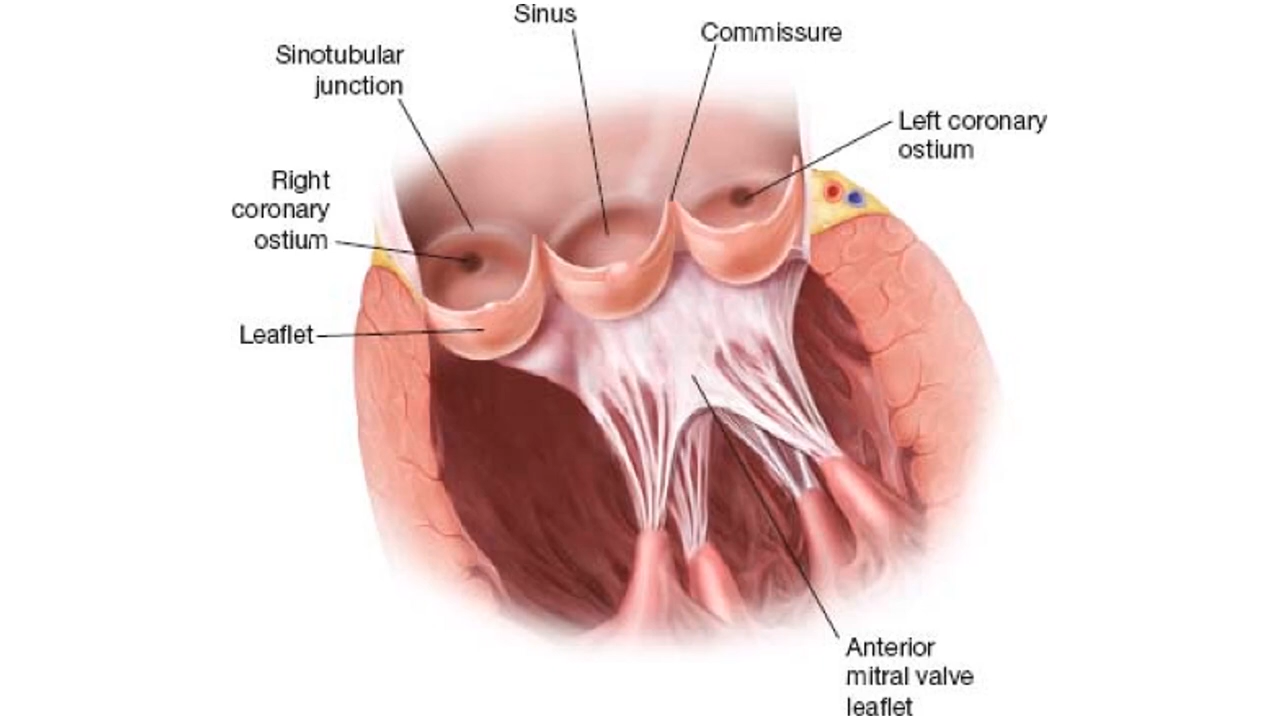 Sinus
Commissure
Sinotubular
junction
Left coronary
ostium
Right
coronary
ostium
Leaflet
Anterior
mitral valve
leaflet